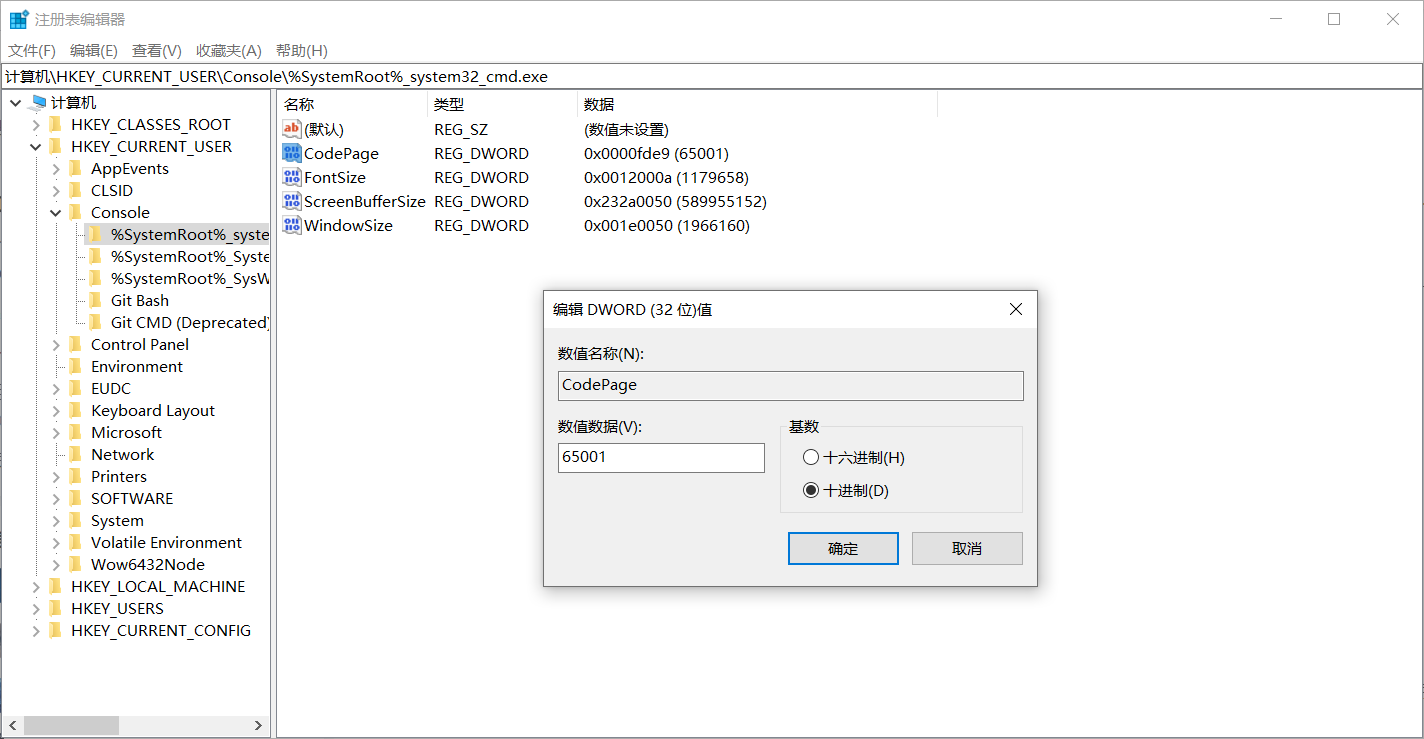 注册表编辑器
文件(F) 编辑(E) 查看(V) 收藏夹(A) 帮助(H)
计算机\HKEY_CURRENT_USER\Console\%SystemRoot%_system32_cmd.exe
计算机
HKEY_CLASSES_ROOT
HKEY_CURRENT_USER
AppEvents
CLSID
Console
%SystemRoot%_syste
%SystemRoot%_Syste
%SystemRoot%_SysW
Git Bash
Git CMD (Deprecated)
Control Panel
Environment
EUDC
Keyboard Layout
Microsoft
Network
Printers
SOFTWARE
System
Volatile Environment
Wow6432Node
HKEY_LOCAL_MACHINE
HKEY_USERS
HKEY_CURRENT_CONFIG
名称 类型 数据
ab (默认) REG_SZ (数值未设置)
CodePage REG_DWORD 0x0000fde9 (65001)
FontSize REG_DWORD 0x0012000a (1179658)
ScreenBufferSize REG_DWORD 0x232a0050 (589955152)
WindowSize REG_DWORD 0x001e0050 (1966160)
编辑 DWORD (32 位)值
数值名称(N):
CodePage
数值数据(V):
65001
基数
十六进制(H)
十进制(D)
确定 取消